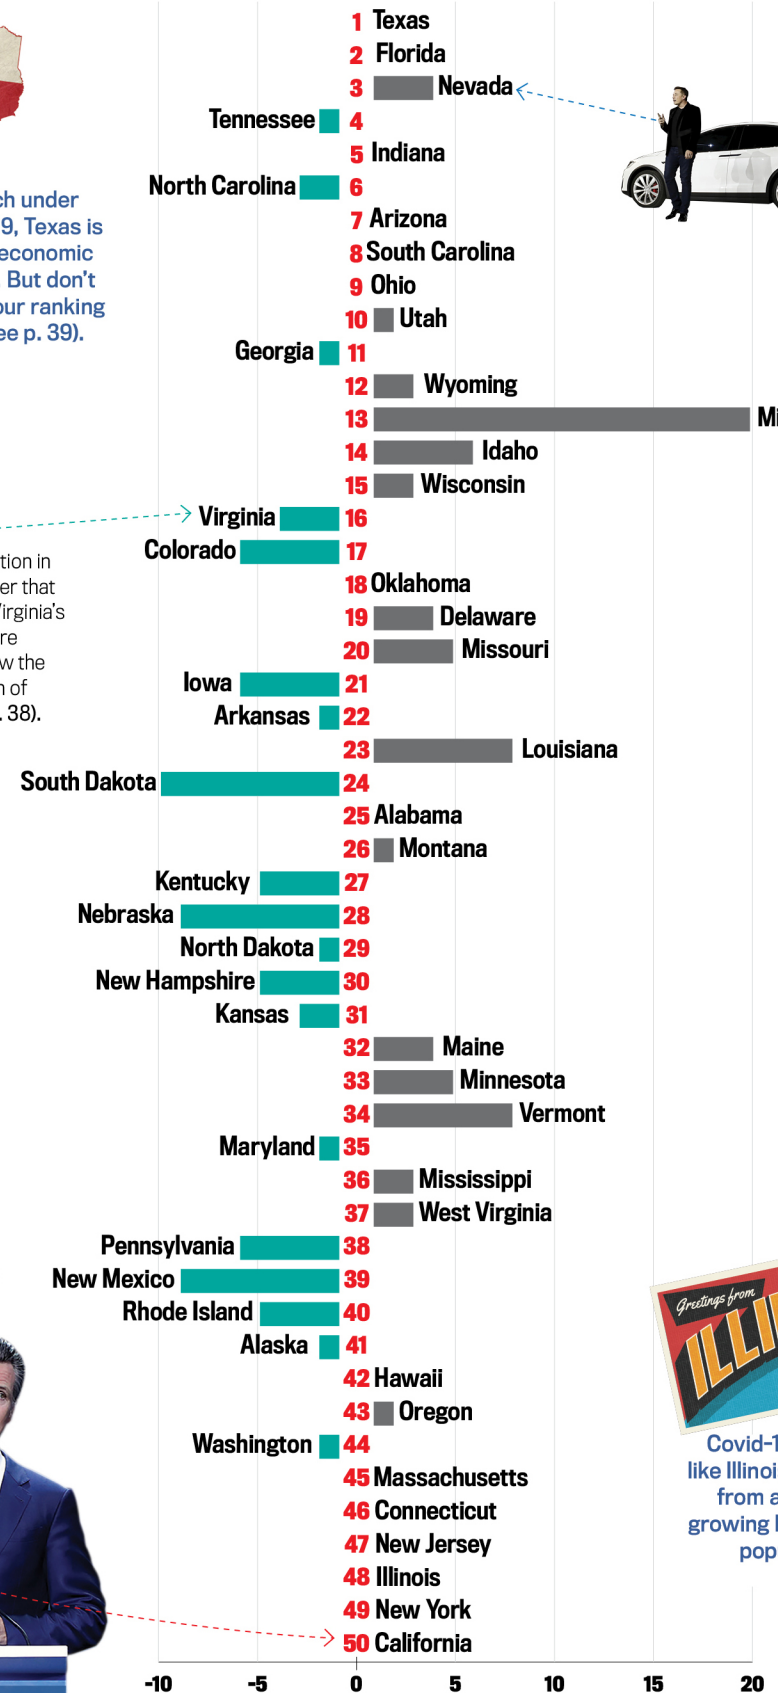 1 Texas
2 Florida
3 Nevada
Tennessee 4
5 Indiana
North Carolina 6
ch under
9, Texas is
economic
. But don't
our ranking
ee p. 39).
7 Arizona
8 South Carolina
9 Ohio
10 Utah
Georgia 11
12 Wyoming
13 Mi
14 Idaho
15 Wisconsin
Virginia 16
Colorado 17
tion in
er that
Virginia's
re
w the
n of
. 38).
18 Oklahoma
19 Delaware
20 Missouri
Iowa 21
Arkansas 22
23 Louisiana
South Dakota 24
25 Alabama
26 Montana
Kentucky 27
Nebraska 28
North Dakota 29
New Hampshire 30
Kansas 31
32 Maine
33 Minnesota
34 Vermont
Maryland 35
36 Mississippi
37 West Virginia
Pennsylvania 38
New Mexico 39
Rhode Island 40
Alaska 41
42 Hawaii
43 Oregon
Washington 44
45 Massachusetts
46 Connecticut
47 New Jersey
48 Illinois
49 New York
50 California
Greetings from
ILLI
Covid-1
like Illinoi
from a
growing
pop
-10 -5 0 5 10 15 20